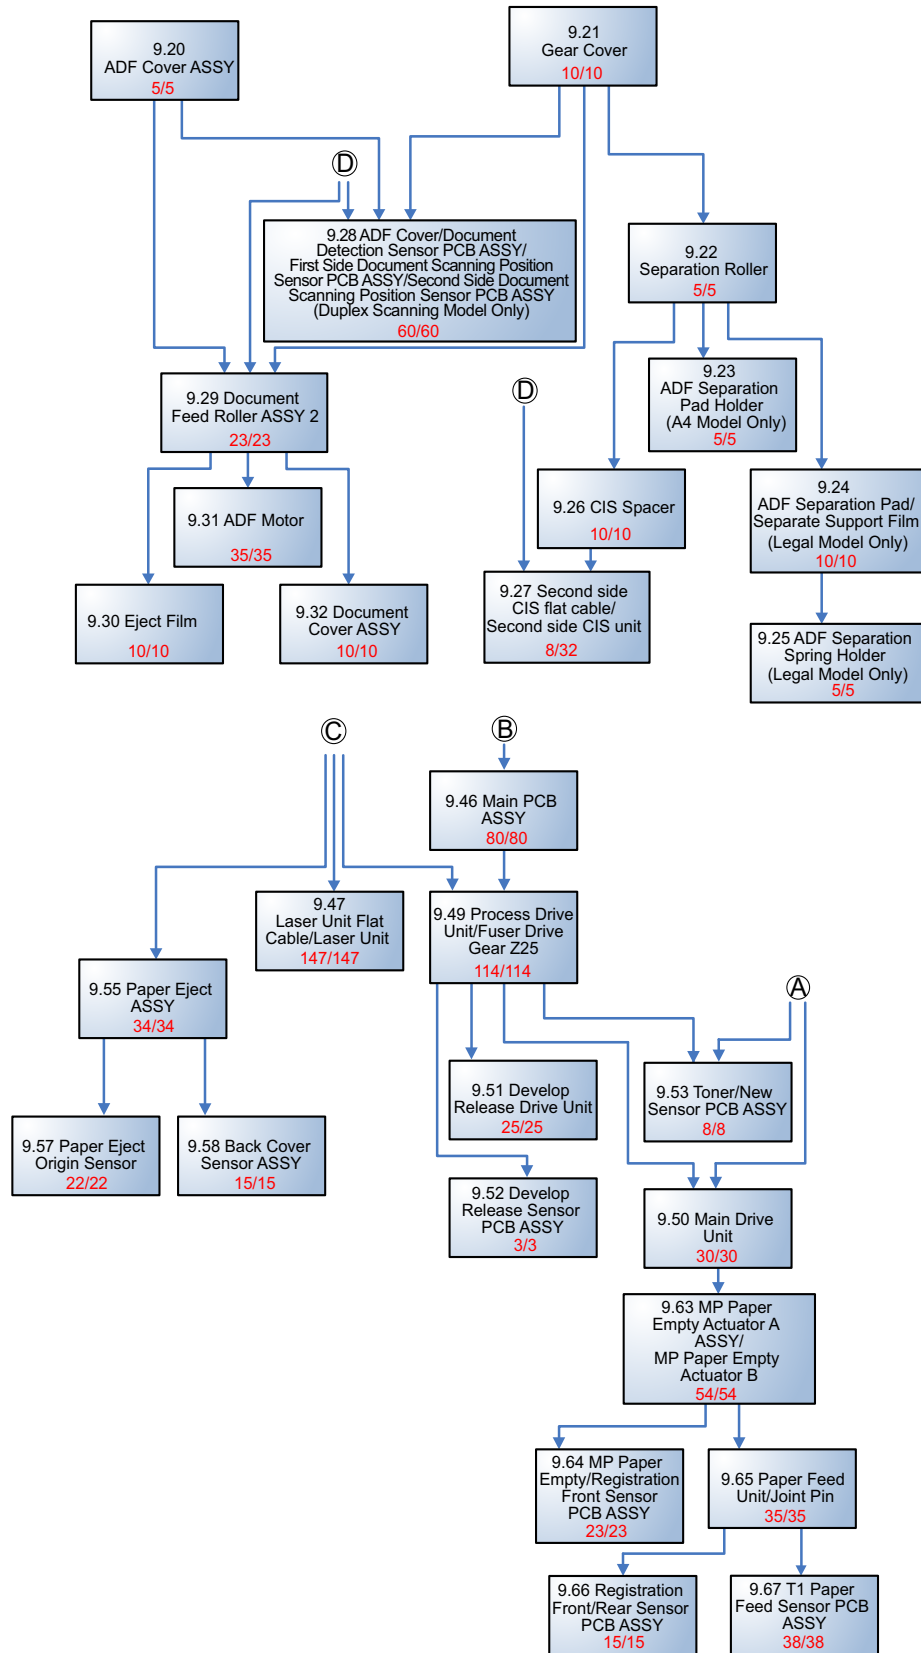 9.20
ADF Cover ASSY
5/5
9.21
Gear Cover
10/10
D
9.28 ADF Cover/Document
Detection Sensor PCB ASSY/
First Side Document Scanning Position
Sensor PCB ASSY/Second Side Document
Scanning Position Sensor PCB ASSY
(Duplex Scanning Model Only)
60/60
9.22
Separation Roller
5/5
9.29 Document
Feed Roller ASSY 2
23/23
D
9.23
ADF Separation
Pad Holder
(A4 Model Only)
5/5
9.31 ADF Motor
35/35
9.26 CIS Spacer
10/10
9.24
ADF Separation Pad/
Separate Support Film
(Legal Model Only)
10/10
9.30 Eject Film
10/10
9.32 Document
Cover ASSY
10/10
9.27 Second side
CIS flat cable/
Second side CIS unit
8/32
9.25 ADF Separation
Spring Holder
(Legal Model Only)
5/5
C
B
9.46 Main PCB
ASSY
80/80
9.47
Laser Unit Flat
Cable/Laser Unit
147/147
9.49 Process Drive
Unit/Fuser Drive
Gear Z25
114/114
9.55 Paper Eject
ASSY
34/34
A
9.51 Develop
Release Drive Unit
25/25
9.53 Toner/New
Sensor PCB ASSY
8/8
9.57 Paper Eject
Origin Sensor
22/22
9.58 Back Cover
Sensor ASSY
15/15
9.52 Develop
Release Sensor
PCB ASSY
3/3
9.50 Main Drive
Unit
30/30
9.63 MP Paper
Empty Actuator A
ASSY/
MP Paper Empty
Actuator B
54/54
9.64 MP Paper
Empty/Registration
Front Sensor
PCB ASSY
23/23
9.65 Paper Feed
Unit/Joint Pin
35/35
9.66 Registration
Front/Rear Sensor
PCB ASSY
15/15
9.67 T1 Paper
Feed Sensor PCB
ASSY
38/38